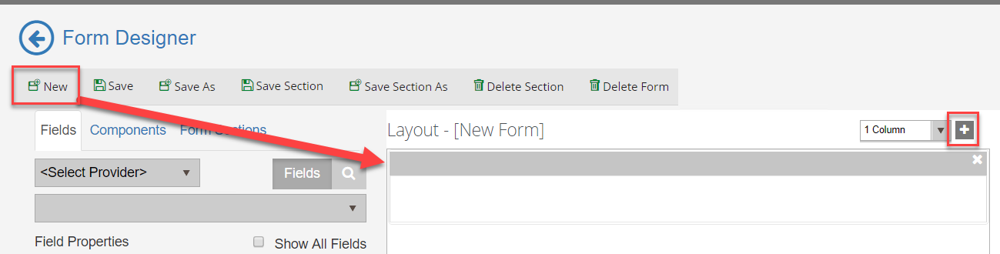 Form Designer
New Save Save As Save Section Save Section As Delete Section Delete Form
Fields Components Form Sections
Layout - [New Form] 1 Column
<Select Provider> Fields
Field Properties Show All Fields